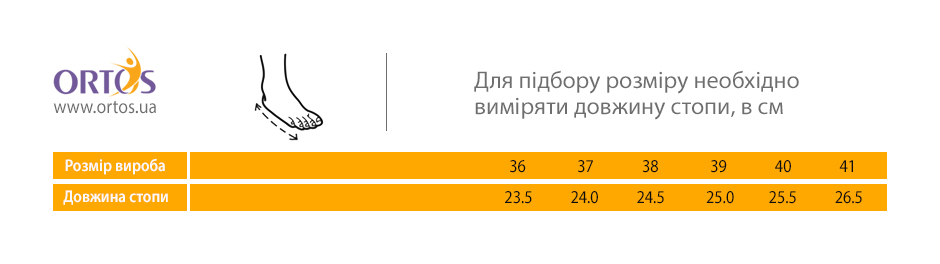 ORTOS
www.ortos.ua
Для підбору розміру необхідно
виміряти довжину стопи, в см
Розмір вироба 36 37 38 39 40 41
Довжина стопи 23.5 24.0 24.5 25.0 25.5 26.5